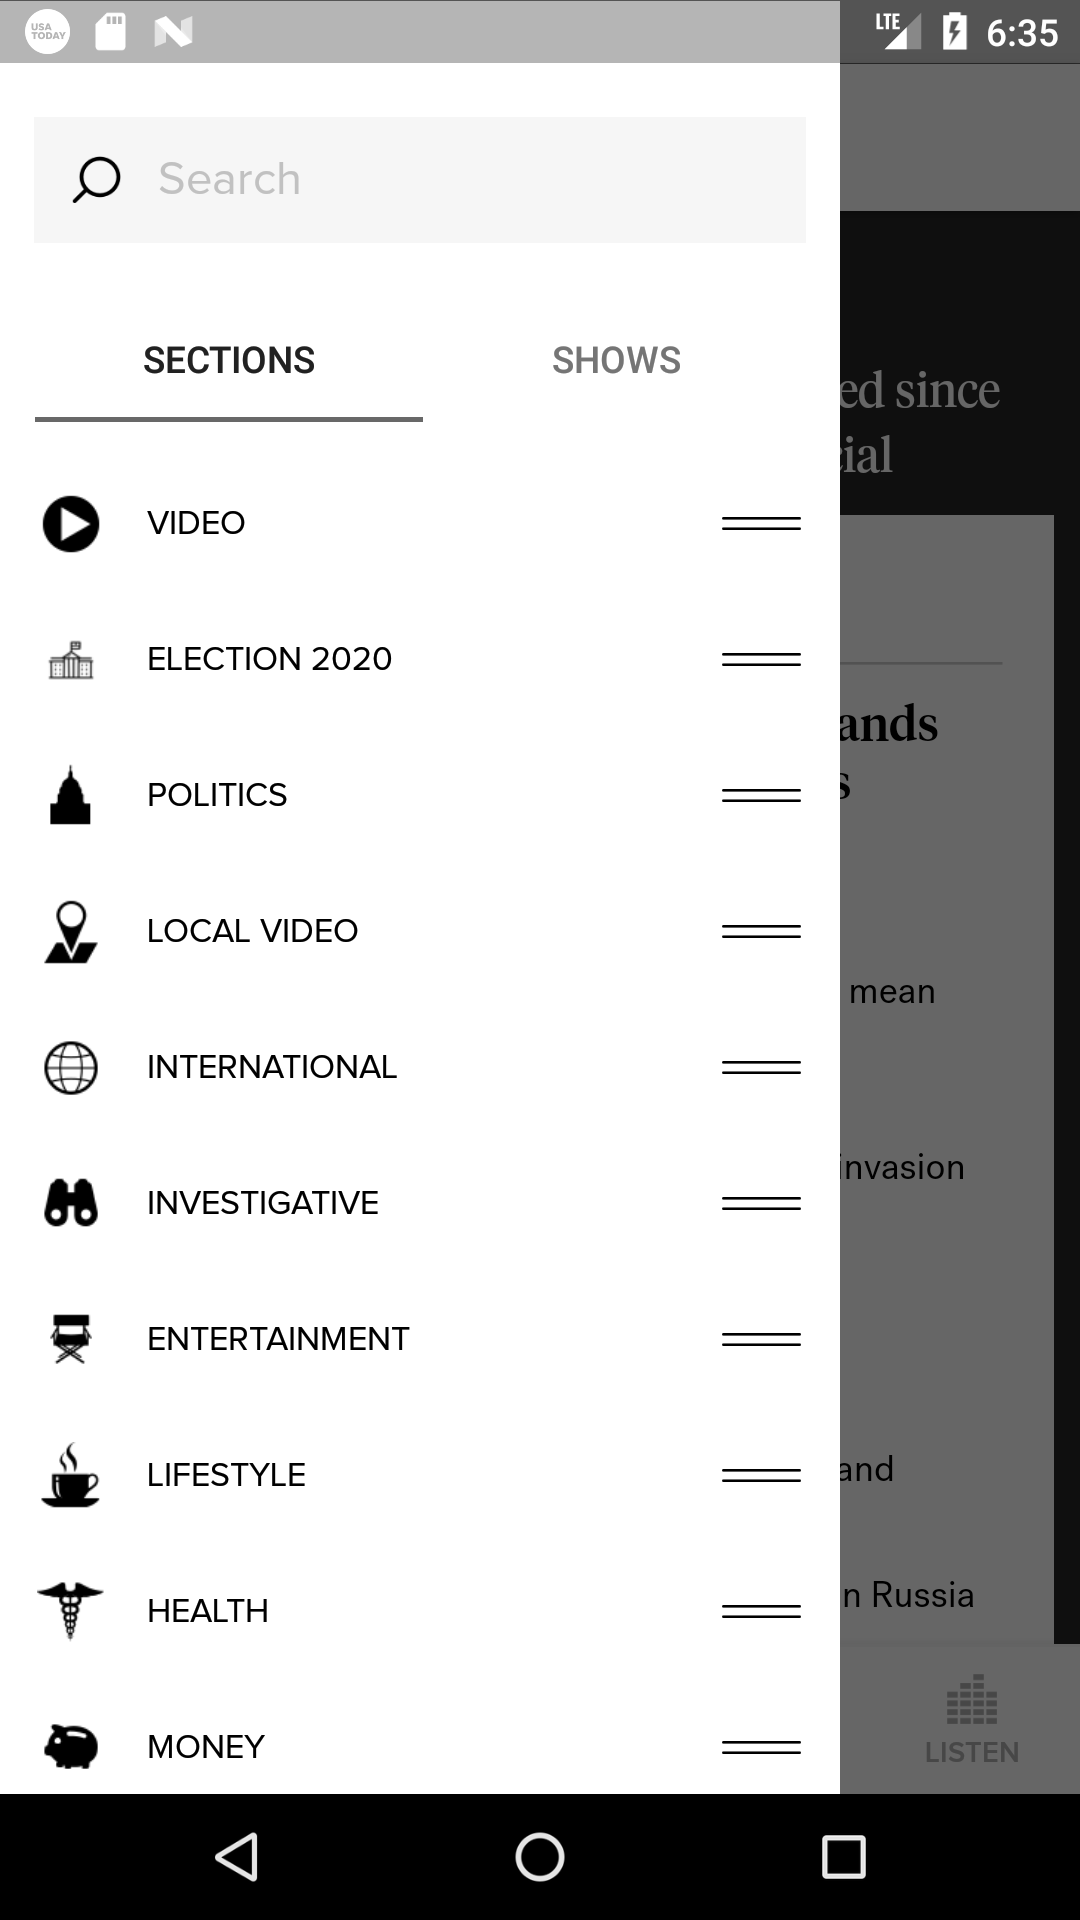 USA
TODAY
LTE
6:35
Search
SECTIONS
SHOWS
ed since
cial
VIDEO
ELECTION 2020
ands
s
POLITICS
LOCAL VIDEO
mean
INTERNATIONAL
invasion
INVESTIGATIVE
ENTERTAINMENT
LIFESTYLE
and
HEALTH
n Russia
MONEY
LISTEN